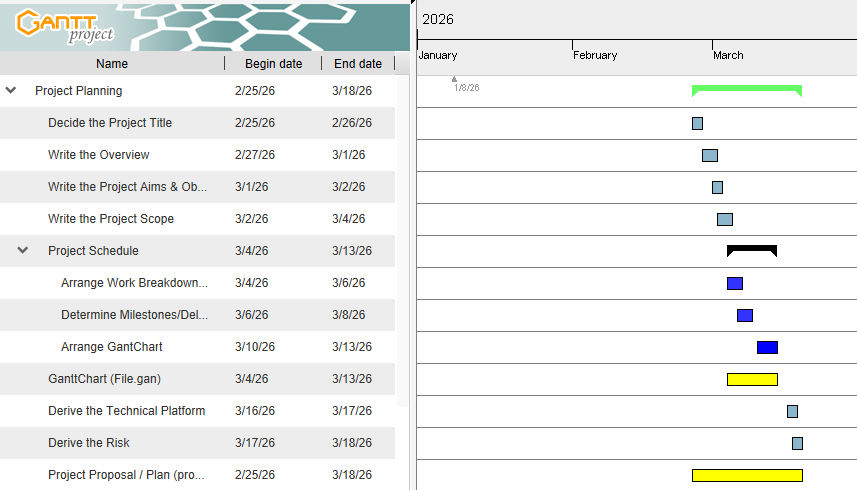 GANTT
project
2026
January February March
Name Begin date End date
1/8/26
Project Planning 2/25/26 3/18/26
Decide the Project Title 2/25/26 2/26/26
Write the Overview 2/27/26 3/1/26
Write the Project Aims & Ob... 3/1/26 3/2/26
Write the Project Scope 3/2/26 3/4/26
Project Schedule 3/4/26 3/13/26
Arrange Work Breakdown... 3/4/26 3/6/26
Determine Milestones/Del... 3/6/26 3/8/26
Arrange GantChart 3/10/26 3/13/26
GanttChart (File.gan) 3/4/26 3/13/26
Derive the Technical Platform 3/16/26 3/17/26
Derive the Risk 3/17/26 3/18/26
Project Proposal / Plan (pro... 2/25/26 3/18/26